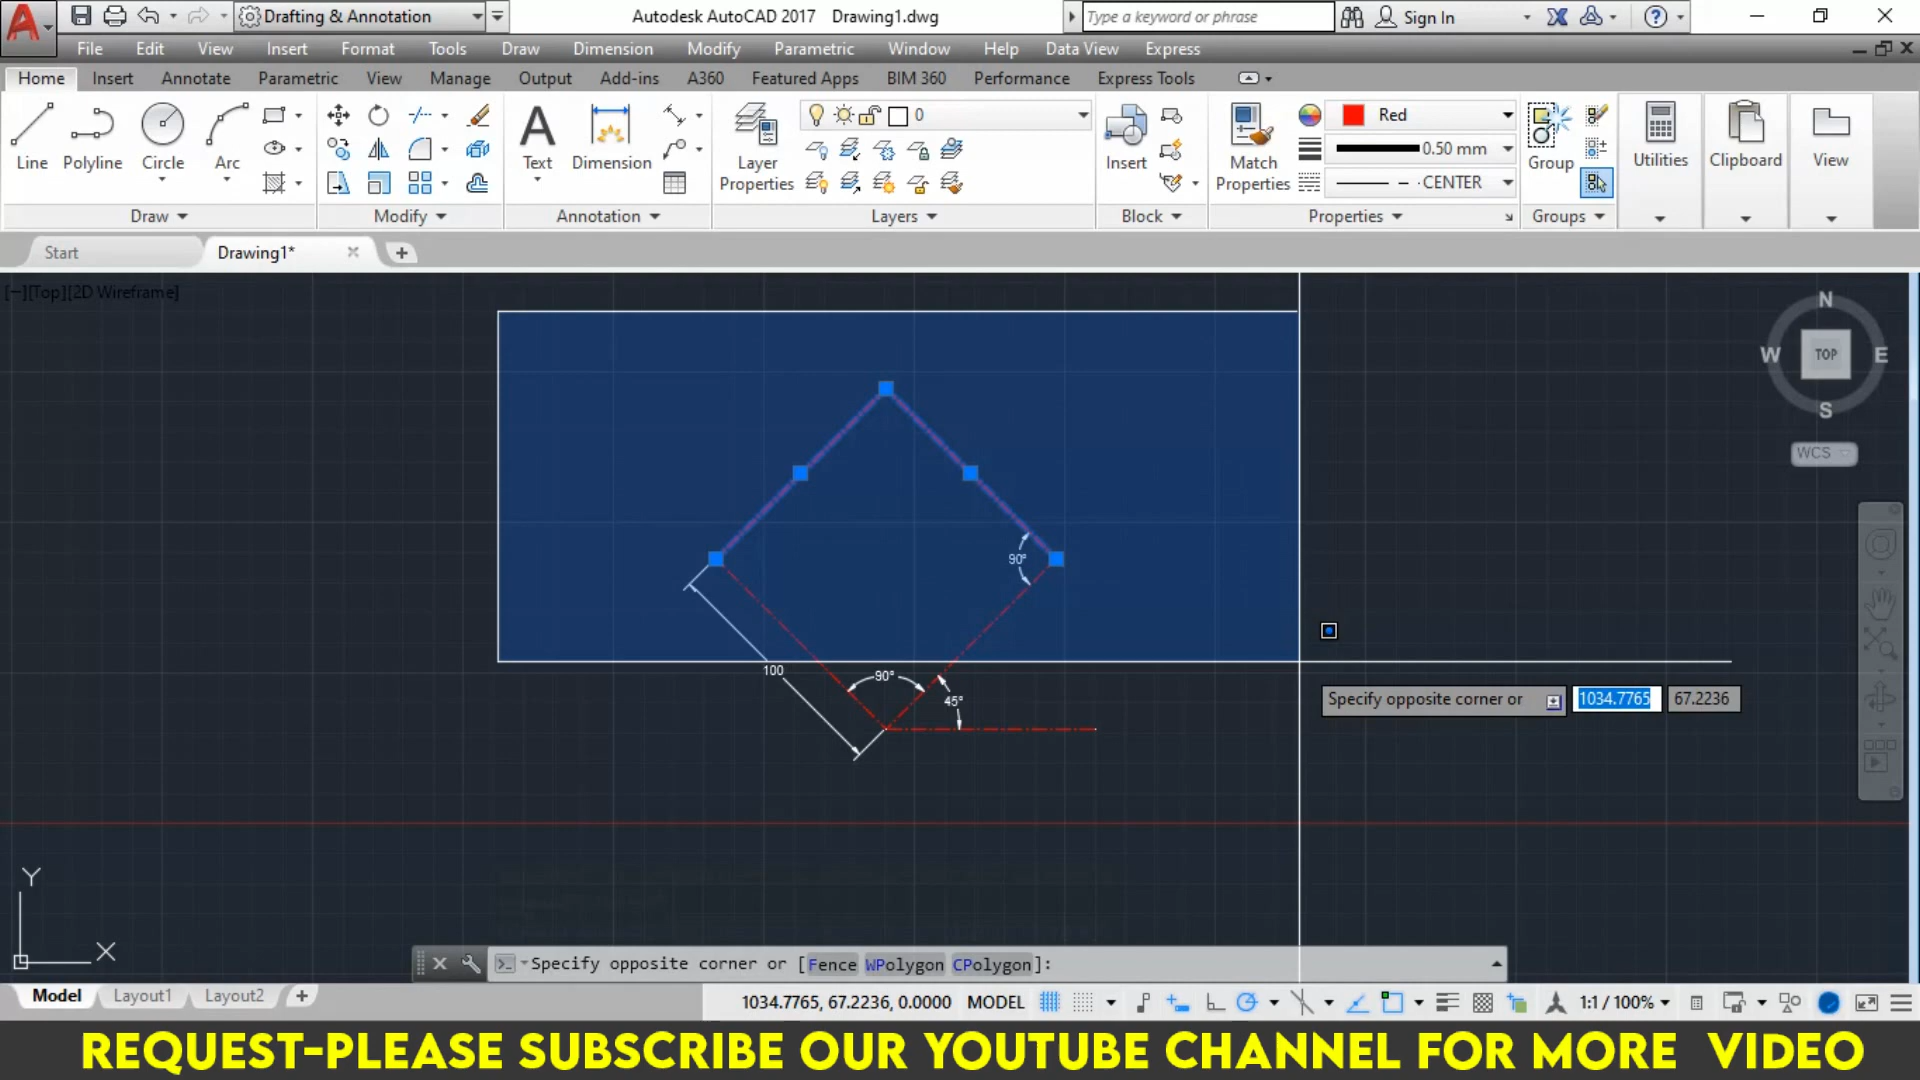 Drafting & Annotation
Autodesk AutoCAD 2017 Drawing1.dwg
Type a keyword or phrase
Sign In
File Edit View Insert Format Tools Draw Dimension Modify Parametric Window Help Data View Express
Home Insert Annotate Parametric View Manage Output Add-ins A360 Featured Apps BIM 360 Performance Express Tools
0
Red
Line Polyline Circle Arc
Text Dimension
Layer Properties
Insert
Match Properties
0.50 mm
CENTER
Group
Utilities
Clipboard
View
Draw Modify Annotation Layers Block Properties Groups
Start Drawing1*
[−][Top][2D Wireframe]
N
W TOP E
S
WCS
90°
100
90°
45°
Specify opposite corner or 1034.7765 67.2236
Y
X
Specify opposite corner or [Fence WPolygon CPolygon]:
Model Layout1 Layout2
1034.7765, 67.2236, 0.0000 MODEL
1:1 / 100%
REQUEST-PLEASE SUBSCRIBE OUR YOUTUBE CHANNEL FOR MORE VIDEO